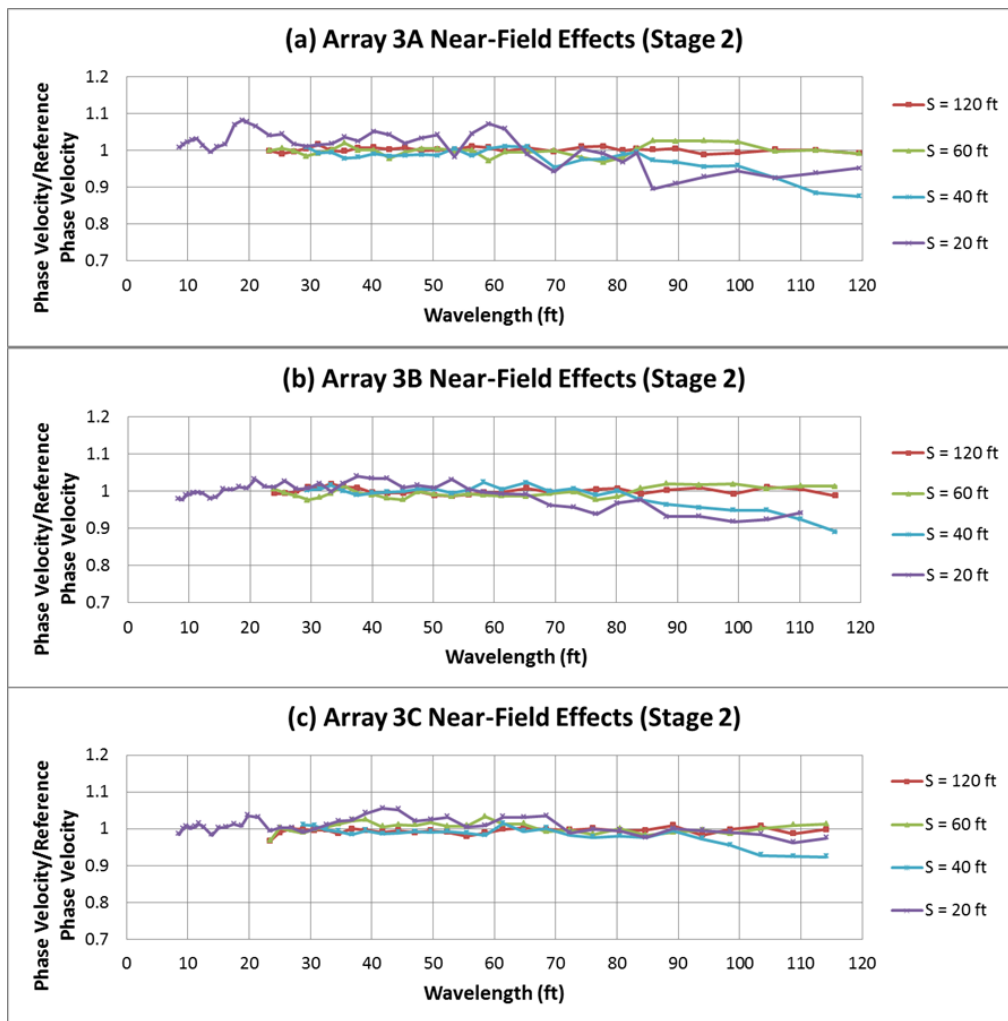 (a) Array 3A Near-Field Effects (Stage 2)
Phase Velocity/Reference
Phase Velocity
1.2
1.1
1
0.9
0.8
0.7
0 10 20 30 40 50 60 70 80 90 100 110 120
Wavelength (ft)
S = 120 ft
S = 60 ft
S = 40 ft
S = 20 ft
(b) Array 3B Near-Field Effects (Stage 2)
Phase Velocity/Reference
Phase Velocity
1.2
1.1
1
0.9
0.8
0.7
0 10 20 30 40 50 60 70 80 90 100 110 120
Wavelength (ft)
S = 120 ft
S = 60 ft
S = 40 ft
S = 20 ft
(c) Array 3C Near-Field Effects (Stage 2)
Phase Velocity/Reference
Phase Velocity
1.2
1.1
1
0.9
0.8
0.7
0 10 20 30 40 50 60 70 80 90 100 110 120
Wavelength (ft)
S = 120 ft
S = 60 ft
S = 40 ft
S = 20 ft